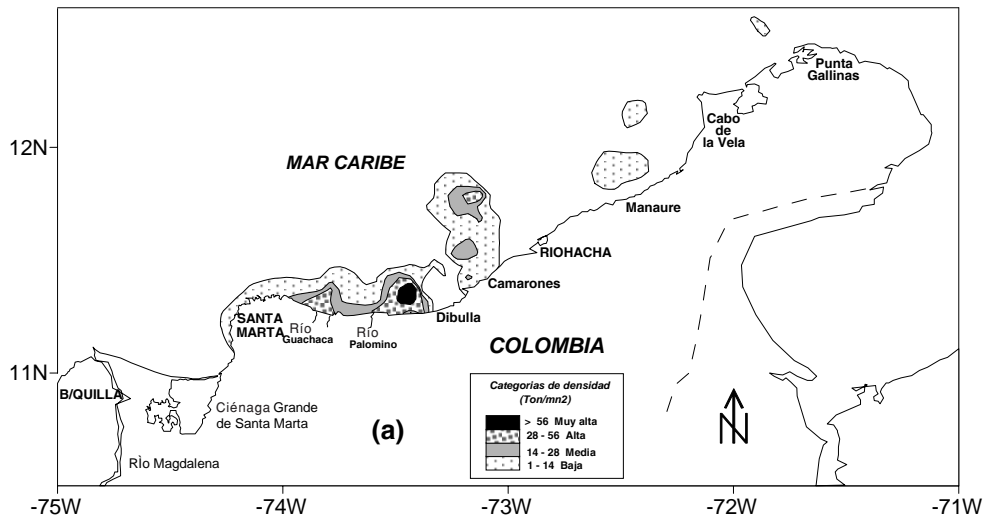 Punta
Gallinas
Cabo
de
la Vela
12N
MAR CARIBE
Manaure
RIOHACHA
Camarones
SANTA
MARTA
Río
Guachaca
Río
Palomino
Dibulla
COLOMBIA
11N
B/QUILLA
Ciénaga Grande
de Santa Marta
RÌo Magdalena
(a)
Categorias de densidad
(Ton/mn2)
> 56 Muy alta
28 - 56 Alta
14 - 28 Media
1 - 14 Baja
N
-75W
-74W
-73W
-72W
-71W